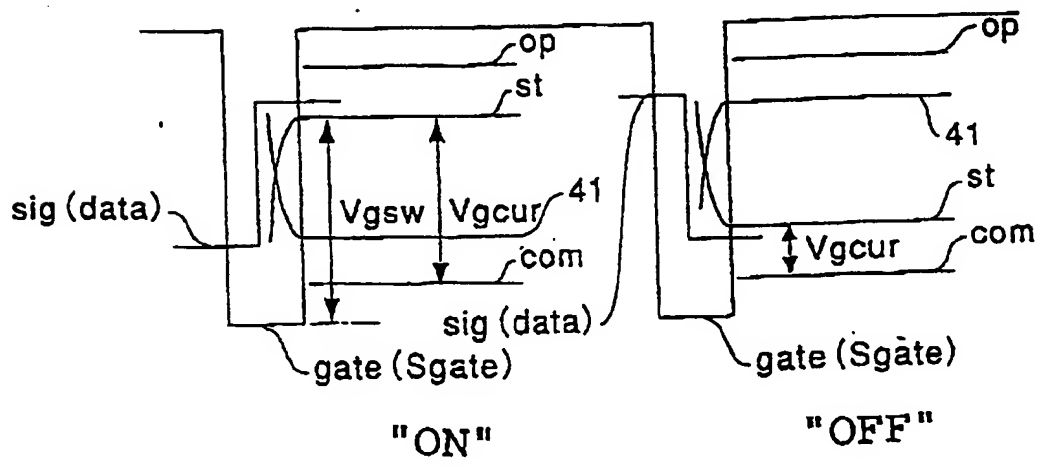 op
st
41
sig (data)
Vgsw
Vgcur
com
gate (Sgate)
"ON"
op
41
st
com
Vgcur
sig (data)
gate (Sgate)
"OFF"